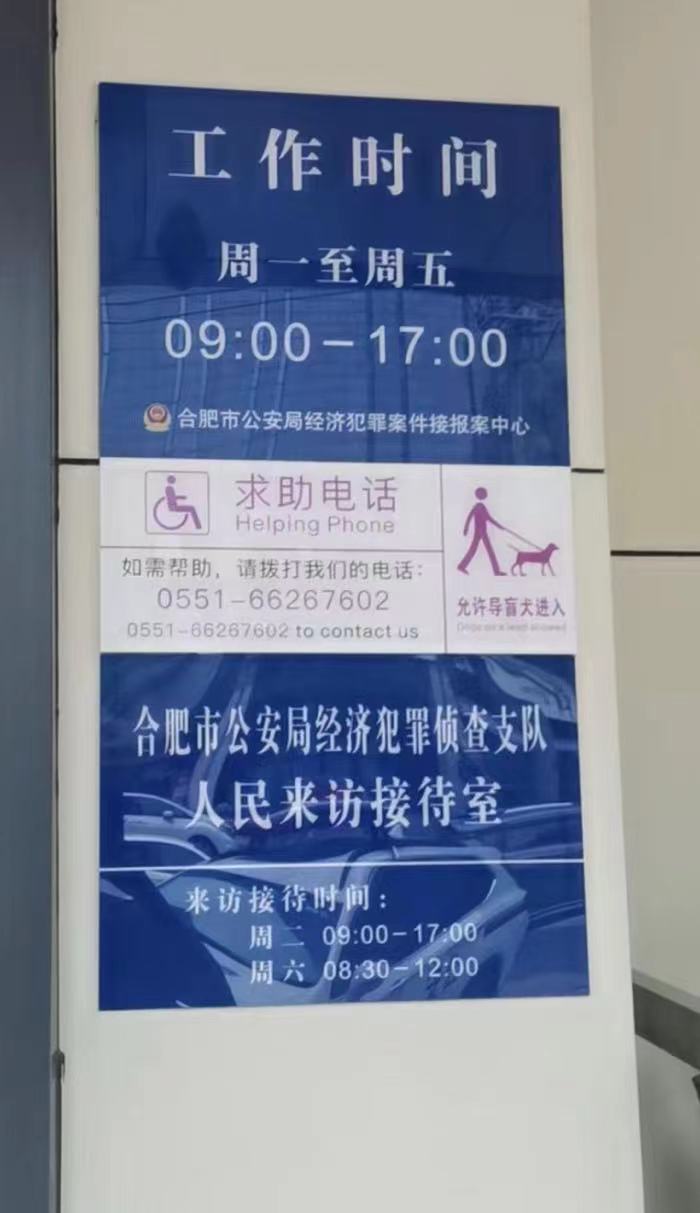 工作时间
周一至周五
09:00-17:00
合肥市公安局经济犯罪案件接报案中心
求助电话
Helping Phone
如需帮助，请拨打我们的电话：
0551-66267602
0551-66267602 to contact us
允许导盲犬进入
Dogs on a lead allowed
合肥市公安局经济犯罪侦查支队
人民来访接待室
来访接待时间：
周二 09:00-17:00
周六 08:30-12:00